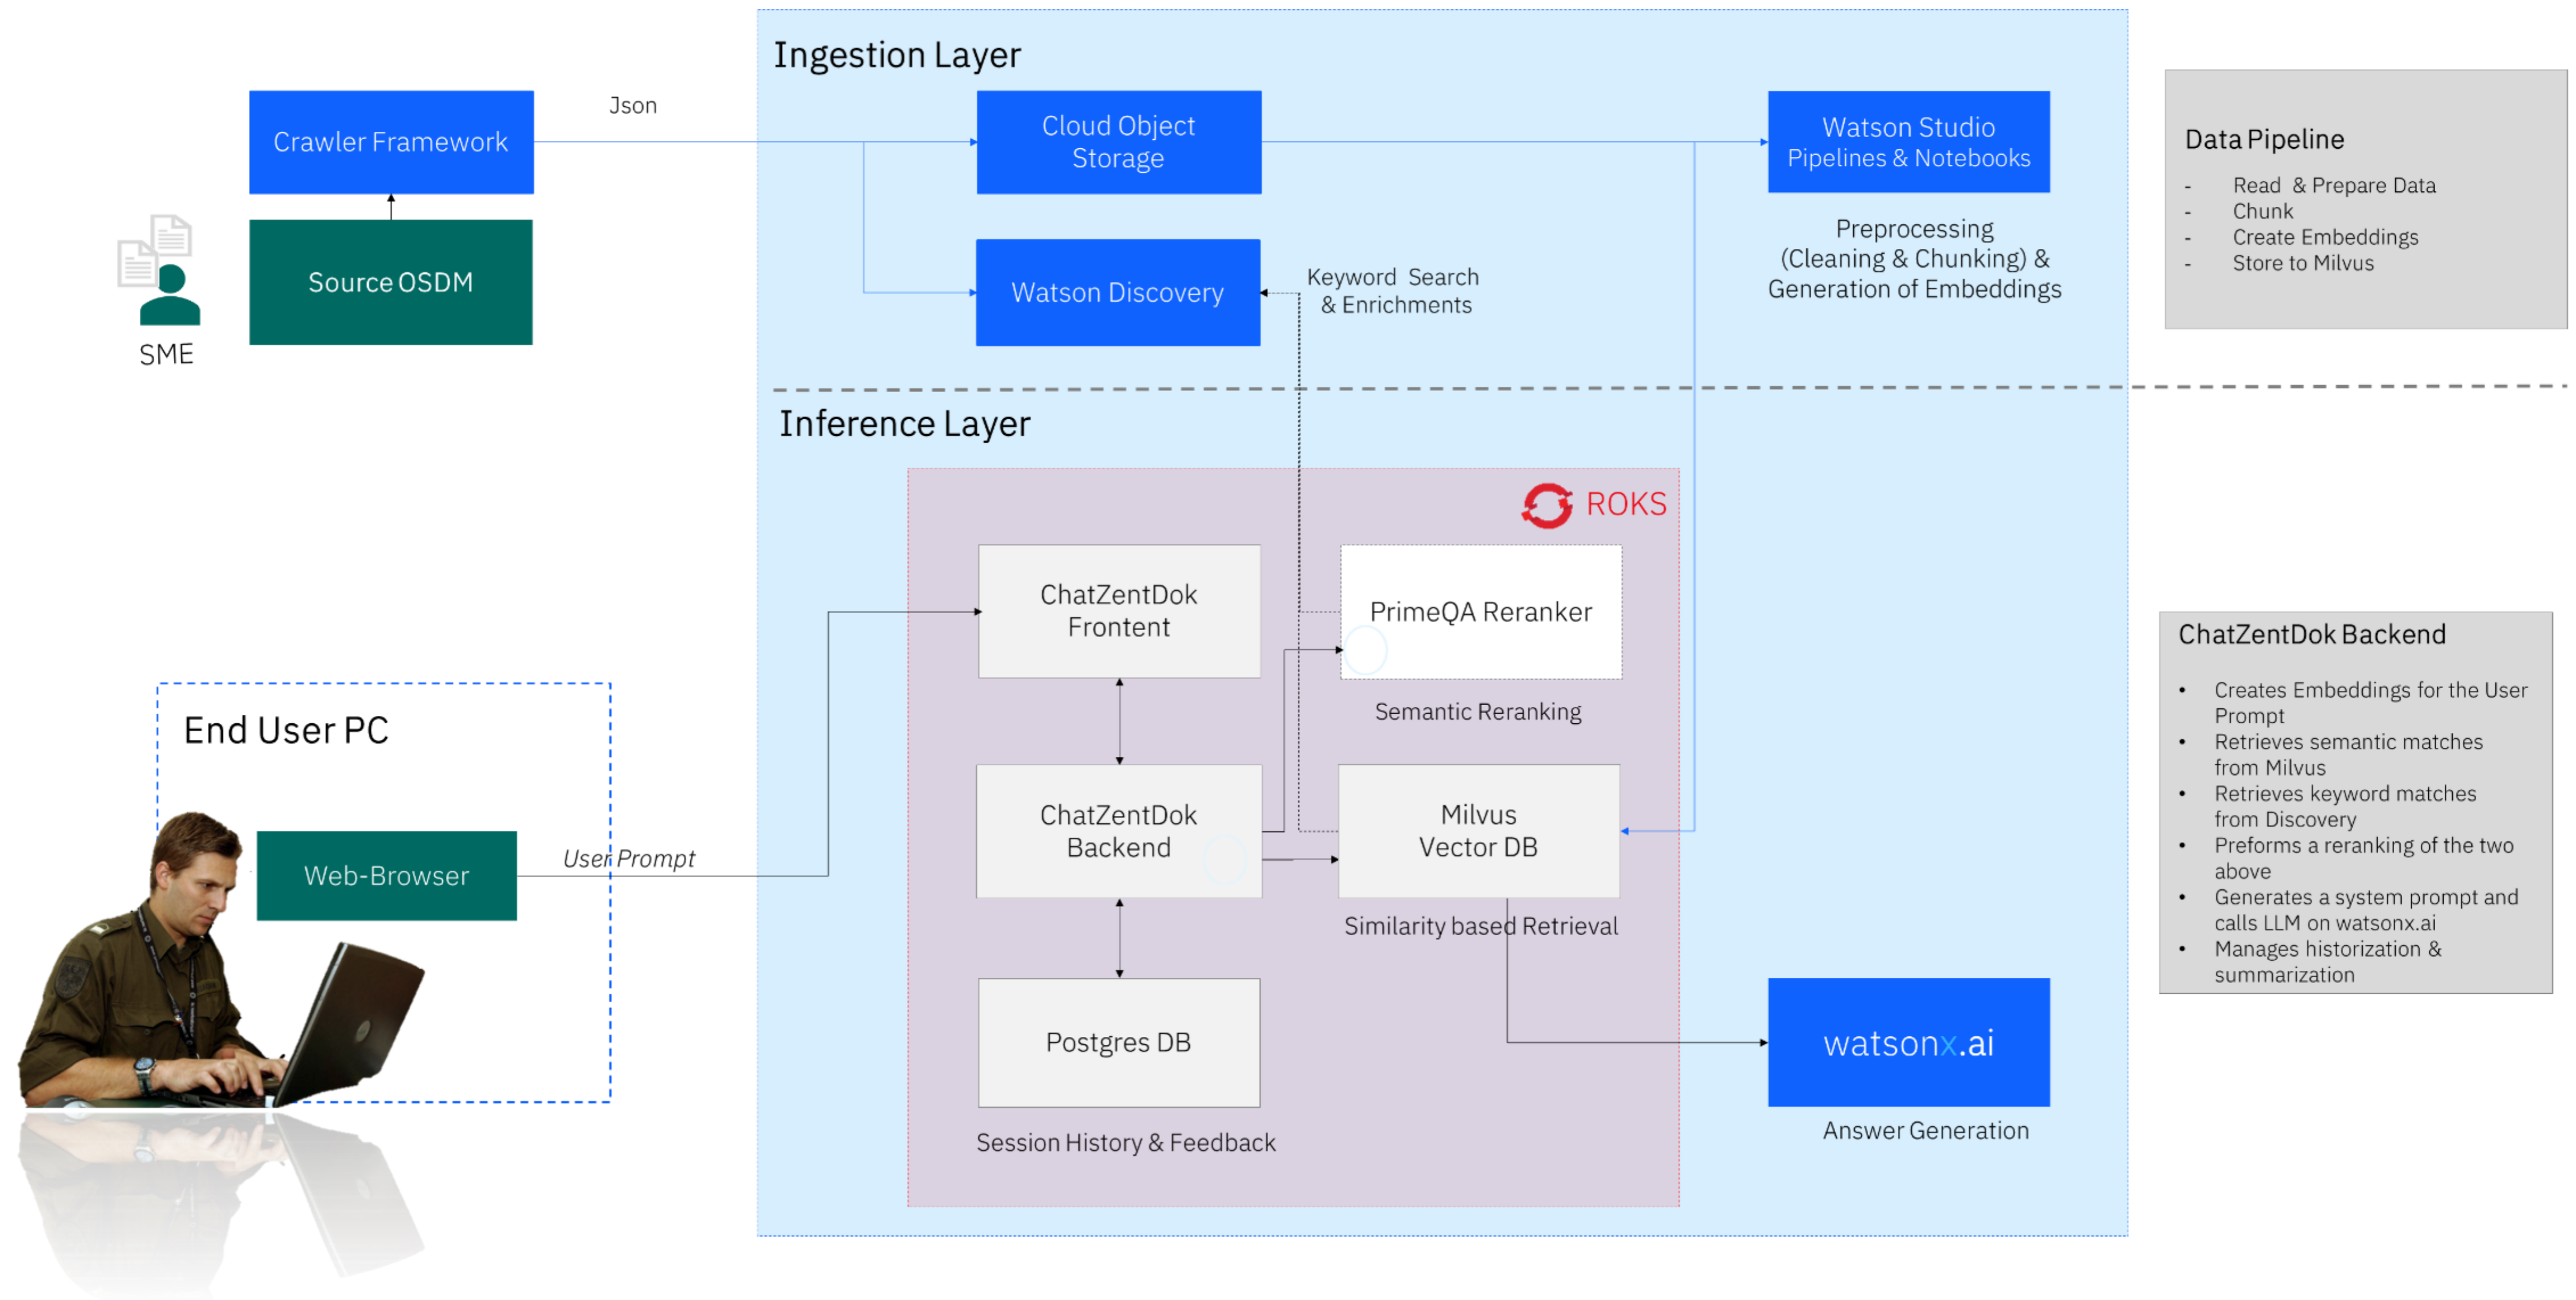 Ingestion Layer
Crawler Framework
Json
Cloud Object
Storage
Watson Studio
Pipelines & Notebooks
Data Pipeline
- Read & Prepare Data
- Chunk
- Create Embeddings
- Store to Milvus
Source OSDM
SME
Watson Discovery
Keyword Search
& Enrichments
Preprocessing
(Cleaning & Chunking) &
Generation of Embeddings
Inference Layer
ROKS
ChatZentDok
Frontent
PrimeQA Reranker
Semantic Reranking
End User PC
Web-Browser
User Prompt
ChatZentDok
Backend
Milvus
Vector DB
Similarity based Retrieval
Postgres DB
Session History & Feedback
watsonx.ai
Answer Generation
ChatZentDok Backend
• Creates Embeddings for the User
Prompt
• Retrieves semantic matches
from Milvus
• Retrieves keyword matches
from Discovery
• Preforms a reranking of the two
above
• Generates a system prompt and
calls LLM on watsonx.ai
• Manages historization &
summarization